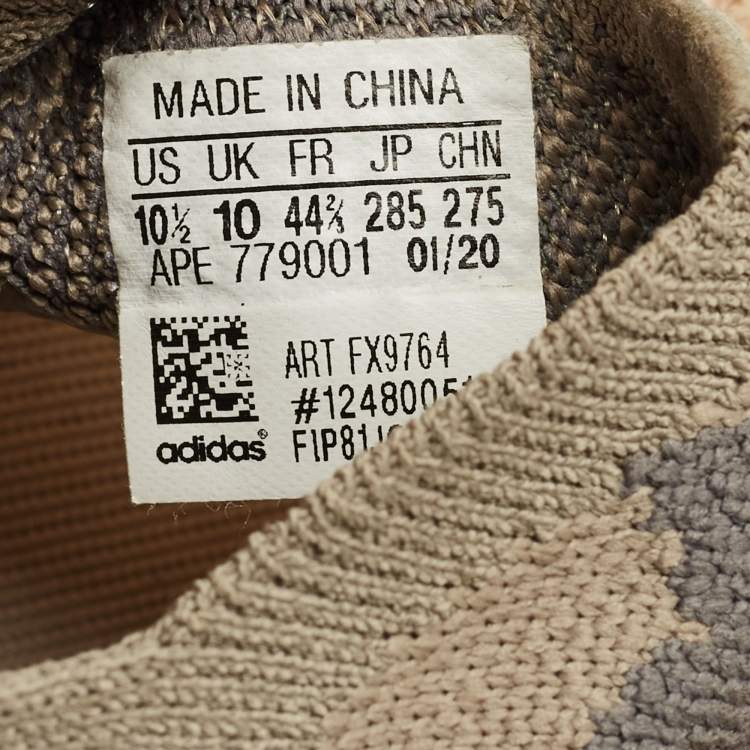 MADE IN CHINA
US UK FR JP CHN
10½ 10 44⅔ 285 275
APE 779001 01/20
ART FX9764
adidas®